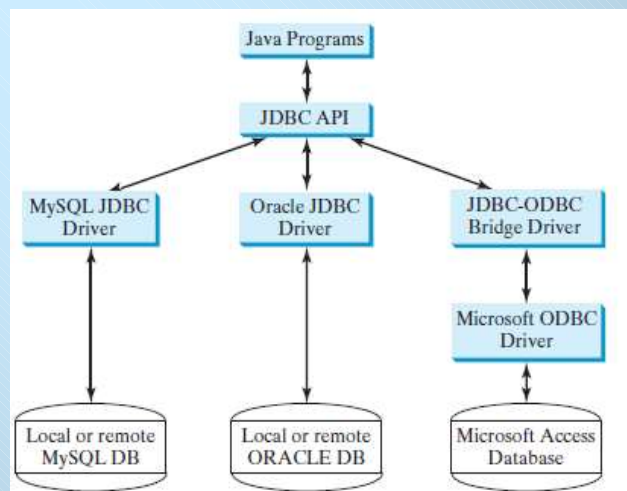 Java Programs
JDBC API
MySQL JDBC
Driver
Oracle JDBC
Driver
JDBC-ODBC
Bridge Driver
Microsoft ODBC
Driver
Local or remote
MySQL DB
Local or remote
ORACLE DB
Microsoft Access
Database